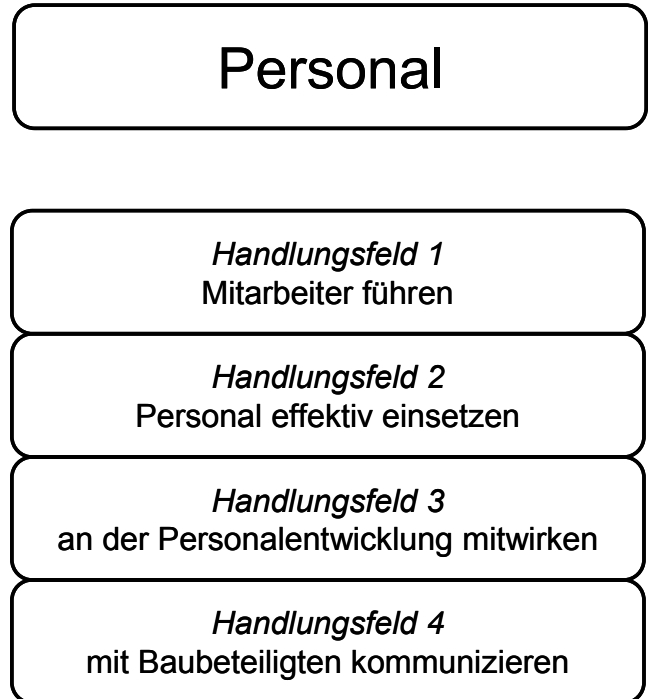 Personal
Handlungsfeld 1
Mitarbeiter führen
Handlungsfeld 2
Personal effektiv einsetzen
Handlungsfeld 3
an der Personalentwicklung mitwirken
Handlungsfeld 4
mit Baubeteiligten kommunizieren